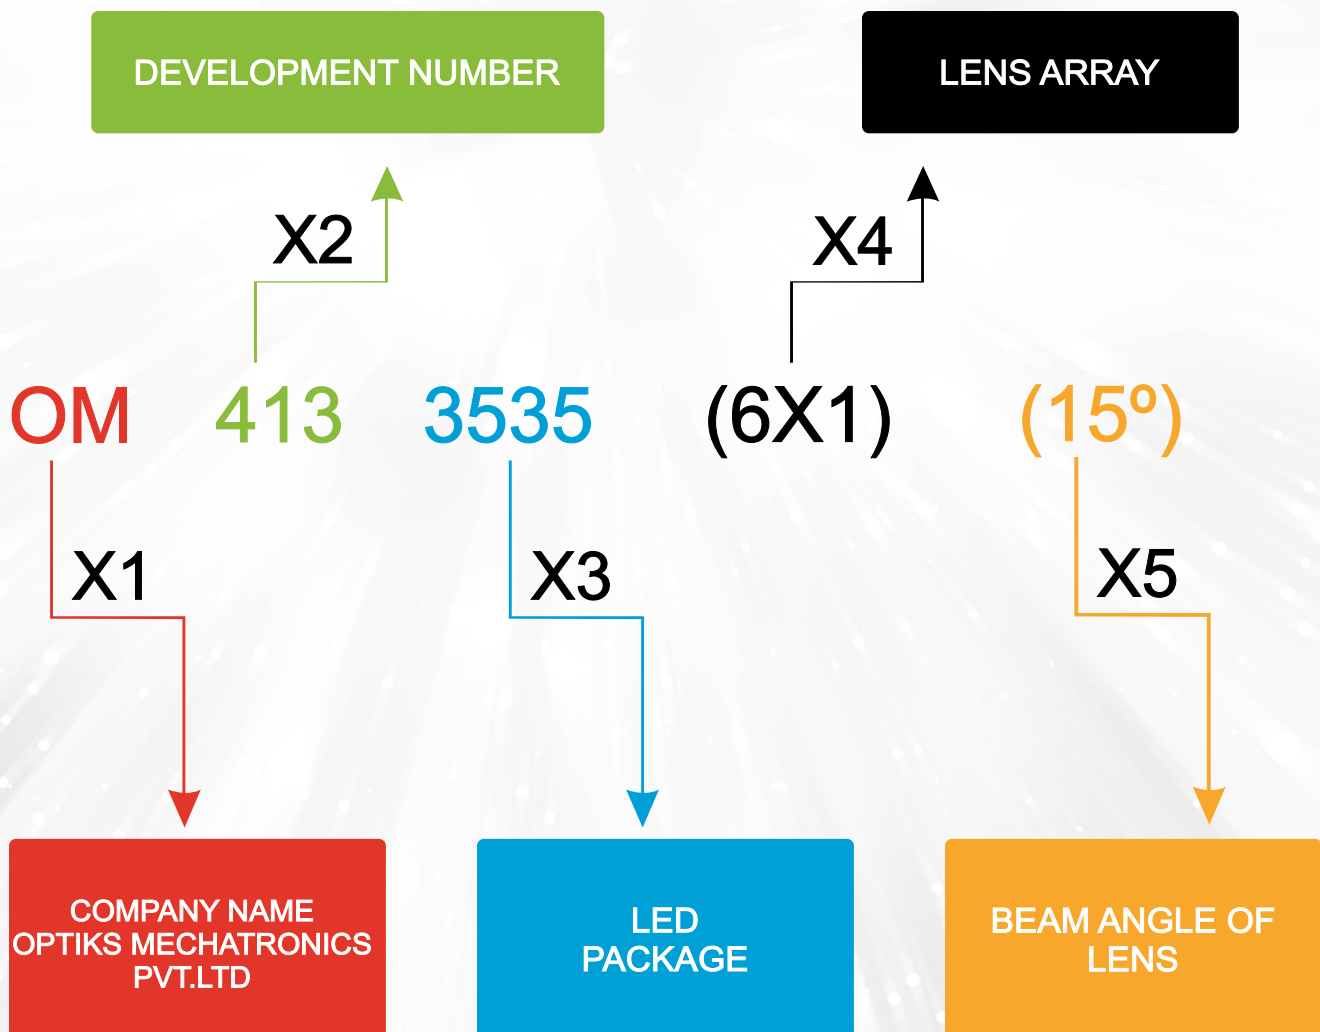 DEVELOPMENT NUMBER
LENS ARRAY
X2
X4
OM 413 3535 (6X1) (15º)
X1
X3
X5
COMPANY NAME
OPTIKS MECHATRONICS
PVT.LTD
LED
PACKAGE
BEAM ANGLE OF
LENS